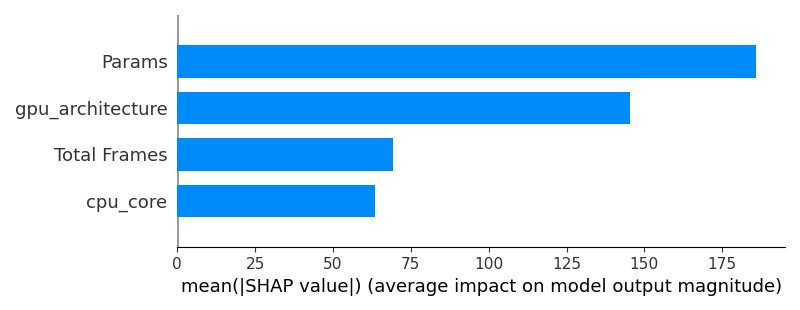 Params
gpu_architecture
Total Frames
cpu_core
0 25 50 75 100 125 150 175
mean(|SHAP value|) (average impact on model output magnitude)